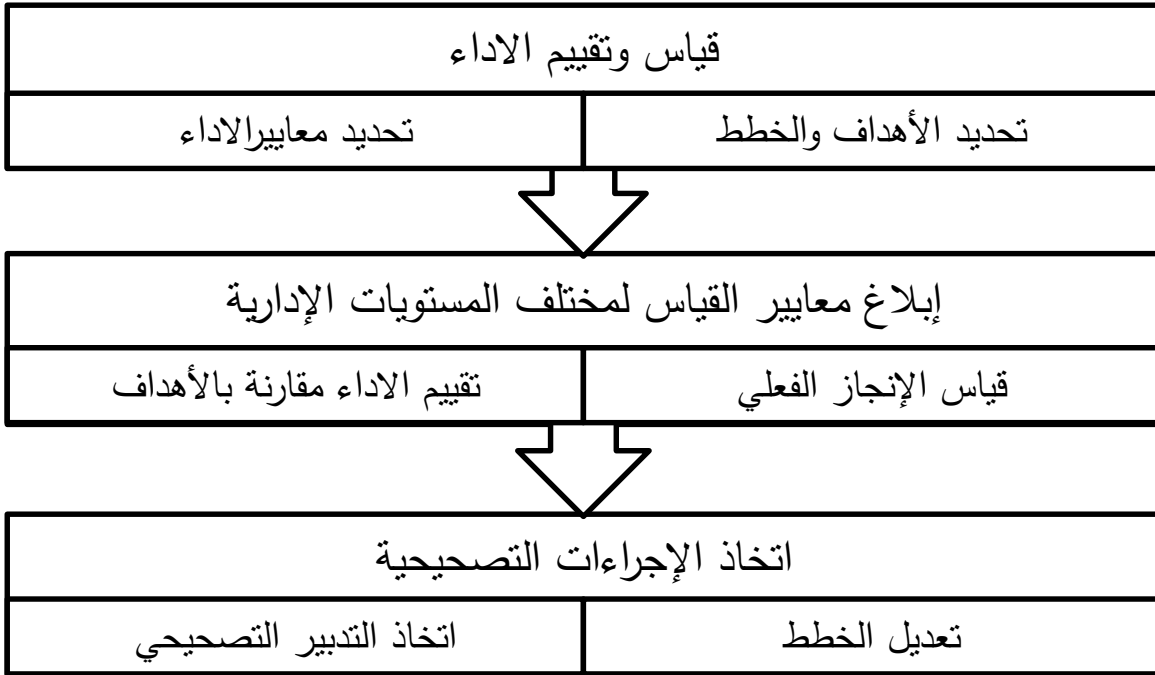 قياس وتقييم الاداء
تحديد الأهداف والخطط
تحديد معاييرالاداء
إبلاغ معايير القياس لمختلف المستويات الإدارية
قياس الإنجاز الفعلي
تقييم الاداء مقارنة بالأهداف
اتخاذ الإجراءات التصحيحية
تعديل الخطط
اتخاذ التدبير التصحيحي